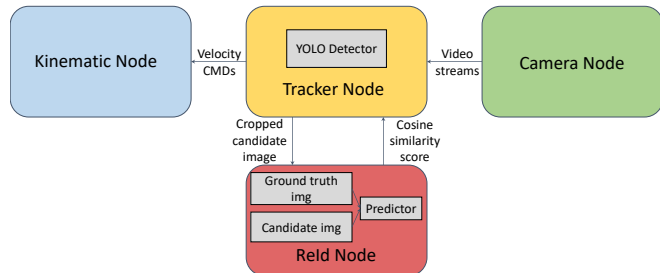 Kinematic Node
Velocity
CMDs
YOLO Detector
Tracker Node
Video
streams
Camera Node
Cropped
candidate
image
Cosine
similarity
score
Ground truth
img
Candidate img
Predictor
ReId Node